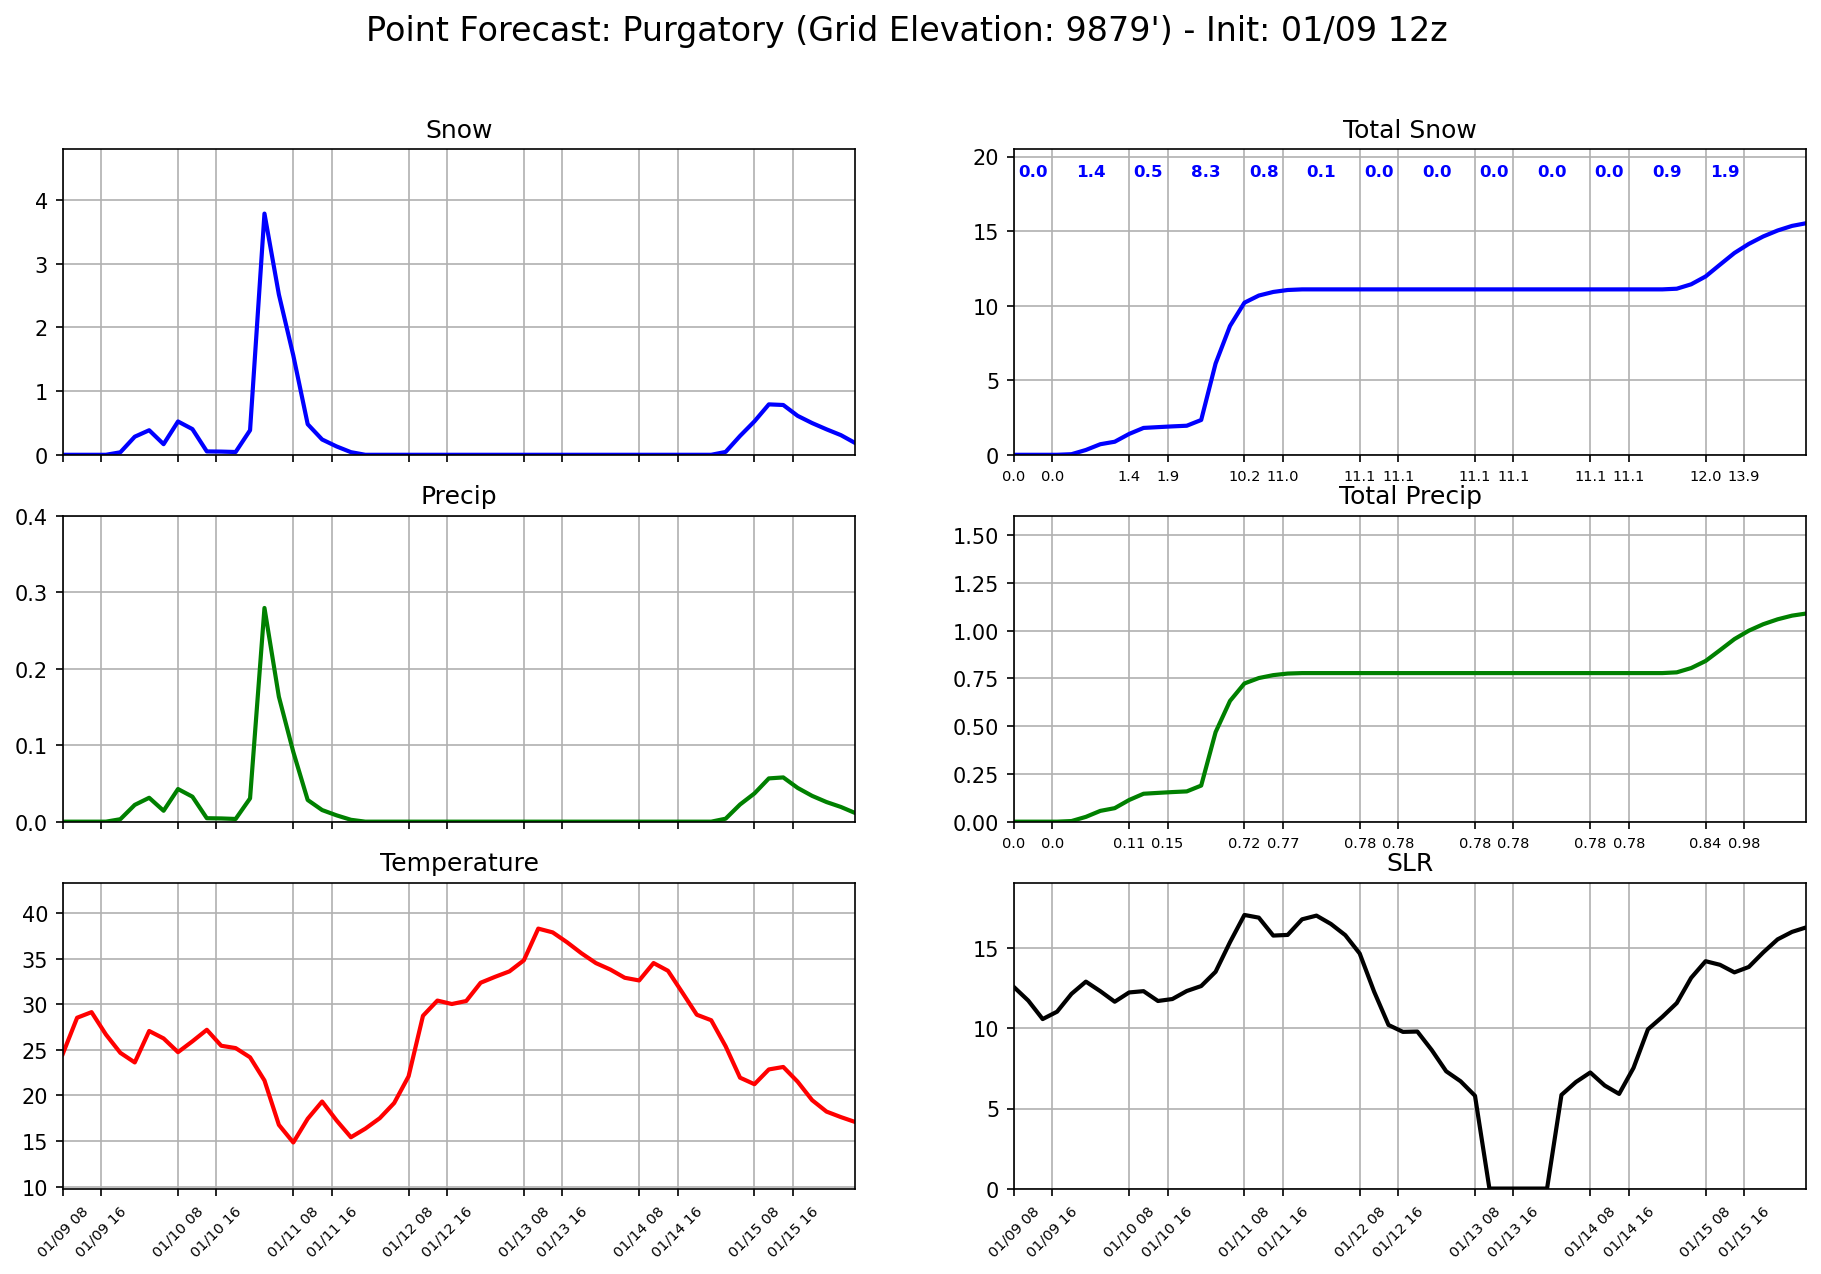 Point Forecast: Purgatory (Grid Elevation: 9879') - Init: 01/09 12z
Snow
4
3
2
1
0
Total Snow
20
15
10
5
0
0.0 1.4 0.5 8.3 0.8 0.1 0.0 0.0 0.0 0.0 0.0 0.9 1.9
0.0 0.0 1.4 1.9 10.2 11.0 11.1 11.1 11.1 11.1 11.1 11.1 12.0 13.9
Precip
0.4
0.3
0.2
0.1
0.0
Total Precip
1.50
1.25
1.00
0.75
0.50
0.25
0.00
0.0 0.0 0.11 0.15 0.72 0.77 0.78 0.78 0.78 0.78 0.78 0.78 0.84 0.98
Temperature
40
35
30
25
20
15
10
01/09 08 01/09 16 01/10 08 01/10 16 01/11 08 01/11 16 01/12 08 01/12 16 01/13 08 01/13 16 01/14 08 01/14 16 01/15 08 01/15 16
SLR
15
10
5
0
01/09 08 01/09 16 01/10 08 01/10 16 01/11 08 01/11 16 01/12 08 01/12 16 01/13 08 01/13 16 01/14 08 01/14 16 01/15 08 01/15 16